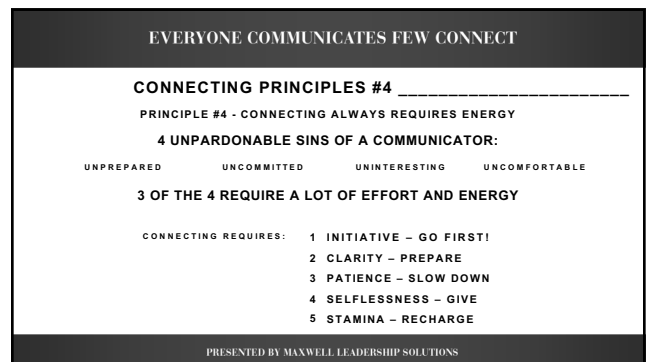 EVERYONE COMMUNICATES FEW CONNECT
CONNECTING PRINCIPLES #4 _______________________
PRINCIPLE #4 - CONNECTING ALWAYS REQUIRES ENERGY
4 UNPARDONABLE SINS OF A COMMUNICATOR:
UNPREPARED UNCOMMITTED UNINTERESTING UNCOMFORTABLE
3 OF THE 4 REQUIRE A LOT OF EFFORT AND ENERGY
CONNECTING REQUIRES: 1 INITIATIVE – GO FIRST!
2 CLARITY – PREPARE
3 PATIENCE – SLOW DOWN
4 SELFLESSNESS – GIVE
5 STAMINA – RECHARGE
PRESENTED BY MAXWELL LEADERSHIP SOLUTIONS